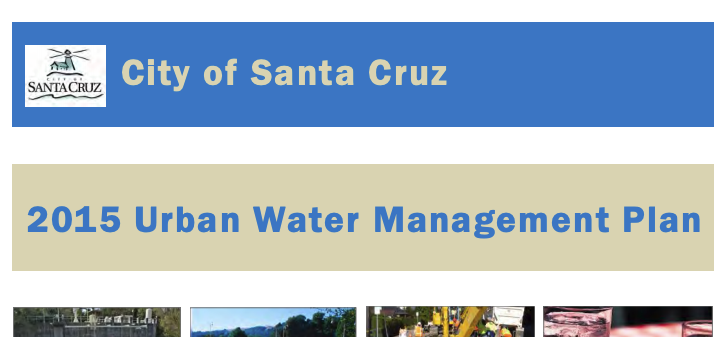 CITY OF
SANTA CRUZ
City of Santa Cruz
2015 Urban Water Management Plan